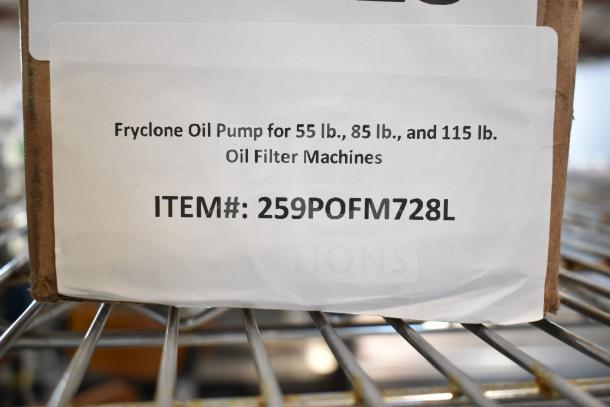 Fryclone Oil Pump for 55 lb., 85 lb., and 115 lb.
Oil Filter Machines
ITEM#: 259POFM728L